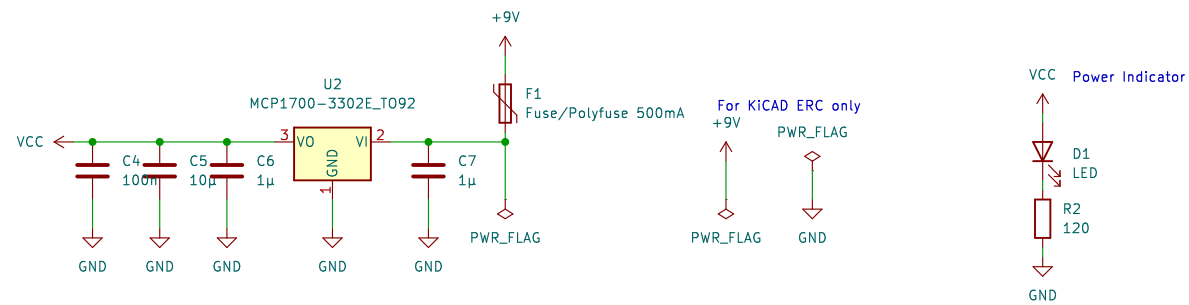 +9V
U2
MCP1700-3302E_TO92
F1
Fuse/Polyfuse 500mA
VCC
3
VO
VI
2
GND
1
C4
100n
C5
10µ
C6
1µ
C7
1µ
GND
GND
GND
GND
GND
PWR_FLAG
For KiCAD ERC only
+9V
PWR_FLAG
PWR_FLAG
GND
VCC
Power Indicator
D1
LED
R2
120
GND